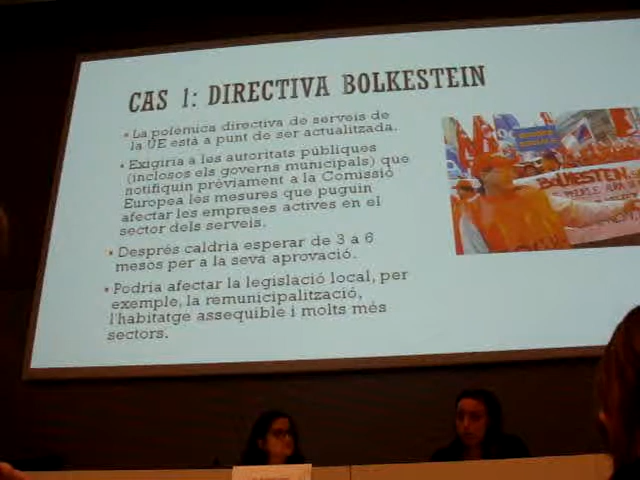 CAS 1: DIRECTIVA BOLKESTEIN
• La polèmica directiva de serveis de
la UE està a punt de ser actualitzada.
• Exigiria a les autoritats públiques
(inclosos els governs municipals) que
notifiquin prèviament a la Comissió
Europea les mesures que puguin
afectar les empreses actives en el
sector dels serveis.
• Després caldria esperar de 3 a 6
mesos per a la seva aprovació.
• Podria afectar la legislació local, per
exemple, la remunicipalització,
l'habitatge assequible i molts més
sectors.
BOLKESTEIN